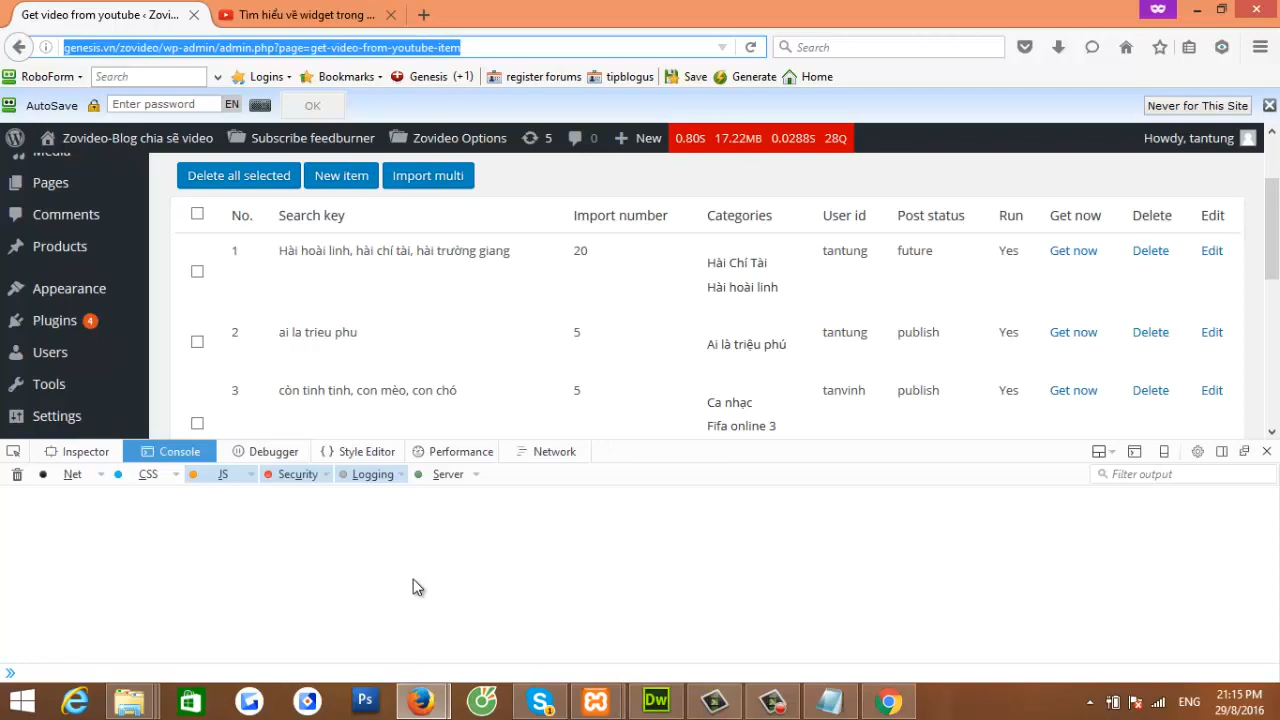 Get video from youtube ‹ Zovi...
Tìm hiểu về widget trong ...
genesis.vn/zovideo/wp-admin/admin.php?page=get-video-from-youtube-item
Search
RoboForm
Search
Logins
Bookmarks
Genesis (+1)
register forums
tipblogus
Save
Generate
Home
AutoSave
Enter password
EN
OK
Never for This Site
Zovideo-Blog chia sẽ video
Subscribe feedburner
Zovideo Options
5
0
New
0.80S 17.22MB 0.0288S 28Q
Howdy, tantung
Media
Pages
Comments
Products
Appearance
Plugins 4
Users
Tools
Settings
Delete all selected
New item
Import multi
No. Search key Import number Categories User id Post status Run Get now Delete Edit
1 Hài hoài linh, hài chí tài, hài trường giang 20 Hài Chí Tài tantung future Yes Get now Delete Edit
Hài hoài linh
2 ai la trieu phu 5 Ai là triệu phú tantung publish Yes Get now Delete Edit
3 còn tinh tinh, con mèo, con chó 5 Ca nhạc tanvinh publish Yes Get now Delete Edit
Fifa online 3
Inspector
Console
Debugger
{ } Style Editor
Performance
Network
Net
CSS
JS
Security
Logging
Server
Filter output
»
Ps
S
1
Dw
ENG
21:15 PM
29/8/2016